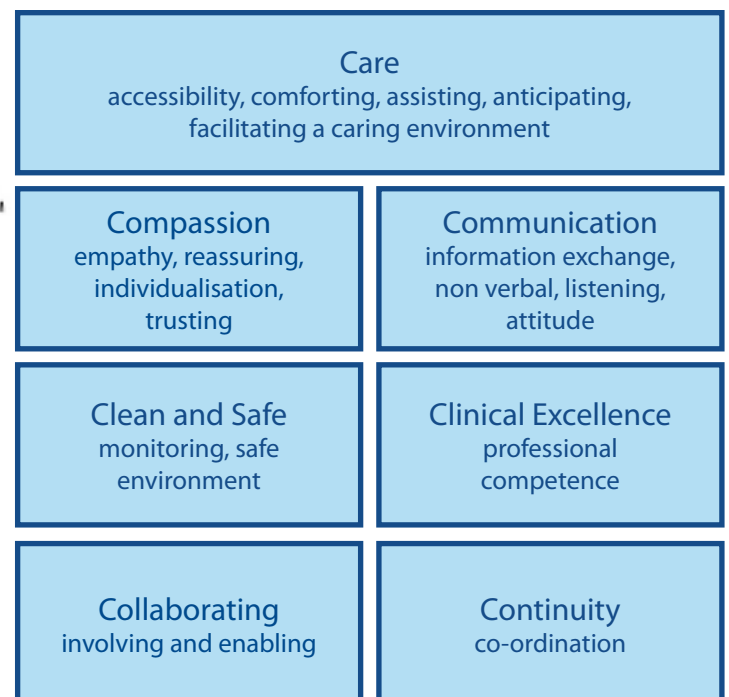 Care
accessibility, comforting, assisting, anticipating,
facilitating a caring environment
Compassion
empathy, reassuring,
individualisation,
trusting
Communication
information exchange,
non verbal, listening,
attitude
Clean and Safe
monitoring, safe
environment
Clinical Excellence
professional
competence
Collaborating
involving and enabling
Continuity
co-ordination